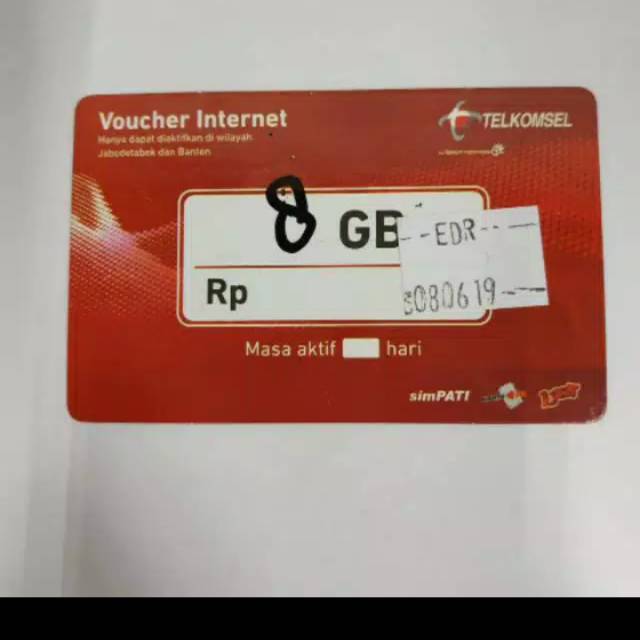 Voucher Internet
Hanya dapat diaktifkan di wilayah
Jabodetabek dan Banten
TELKOMSEL
8 GB
--EDR--
Rp
080619--
Masa aktif hari
simPATI